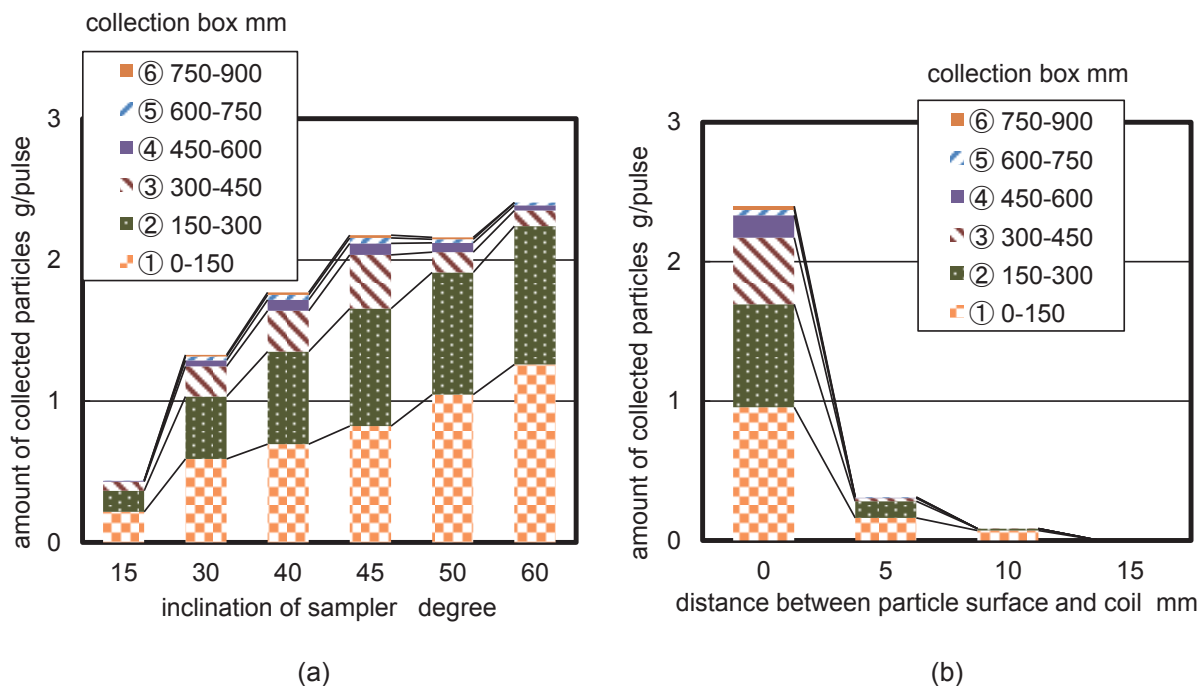 collection box mm
⑥ 750-900
⑤ 600-750
④ 450-600
③ 300-450
② 150-300
① 0-150
amount of collected particles g/pulse
3
2
1
0
15 30 40 45 50 60
inclination of sampler degree
(a)
collection box mm
⑥ 750-900
⑤ 600-750
④ 450-600
③ 300-450
② 150-300
① 0-150
amount of collected particles g/pulse
3
2
1
0
0 5 10 15
distance between particle surface and coil mm
(b)